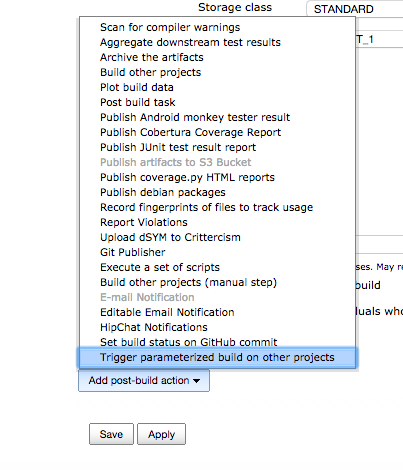 Storage class
STANDARD
Scan for compiler warnings
T_1
Aggregate downstream test results
Archive the artifacts
Build other projects
Plot build data
Post build task
Publish Android monkey tester result
Publish Cobertura Coverage Report
Publish JUnit test result report
Publish artifacts to S3 Bucket
Publish coverage.py HTML reports
Publish debian packages
Record fingerprints of files to track usage
Report Violations
Upload dSYM to Crittercism
Git Publisher
Execute a set of scripts
ses. May re
Build other projects (manual step)
build
E-mail Notification
Editable Email Notification
duals who
HipChat Notifications
Set build status on GitHub commit
Trigger parameterized build on other projects
Add post-build action
Save
Apply